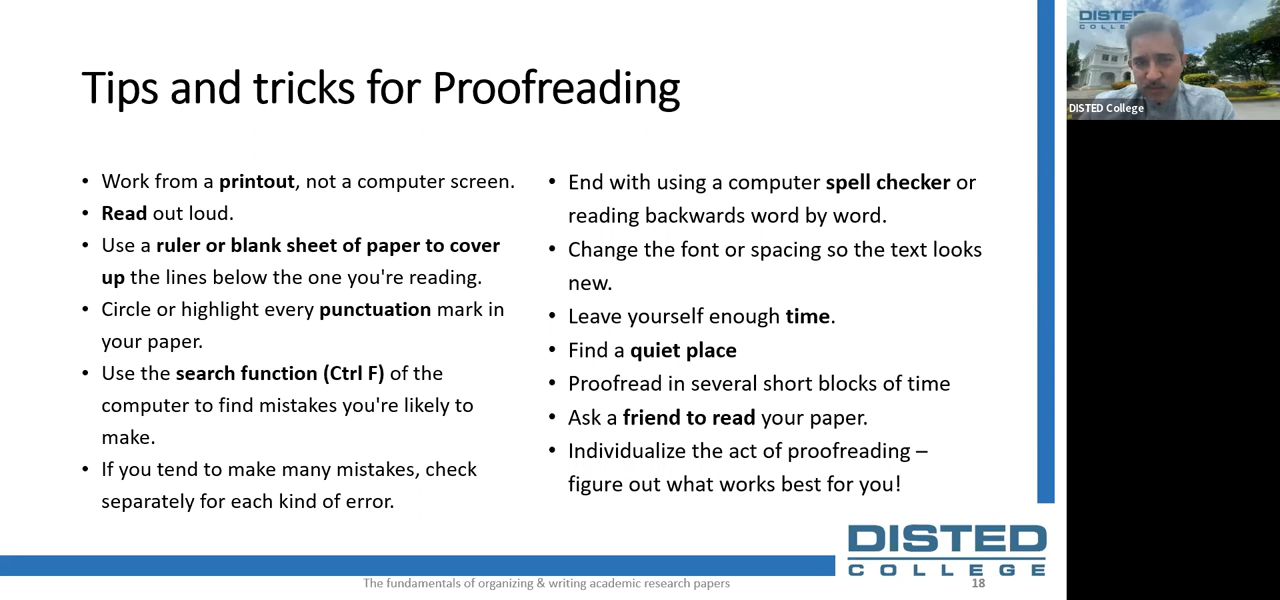 Tips and tricks for Proofreading
• Work from a printout, not a computer screen.
• Read out loud.
• Use a ruler or blank sheet of paper to cover
up the lines below the one you're reading.
• Circle or highlight every punctuation mark in
your paper.
• Use the search function (Ctrl F) of the
computer to find mistakes you're likely to
make.
• If you tend to make many mistakes, check
separately for each kind of error.
• End with using a computer spell checker or
reading backwards word by word.
• Change the font or spacing so the text looks
new.
• Leave yourself enough time.
• Find a quiet place
• Proofread in several short blocks of time
• Ask a friend to read your paper.
• Individualize the act of proofreading –
figure out what works best for you!
DISTED
COLLEGE
The fundamentals of organizing & writing academic research papers
18
DISTED College